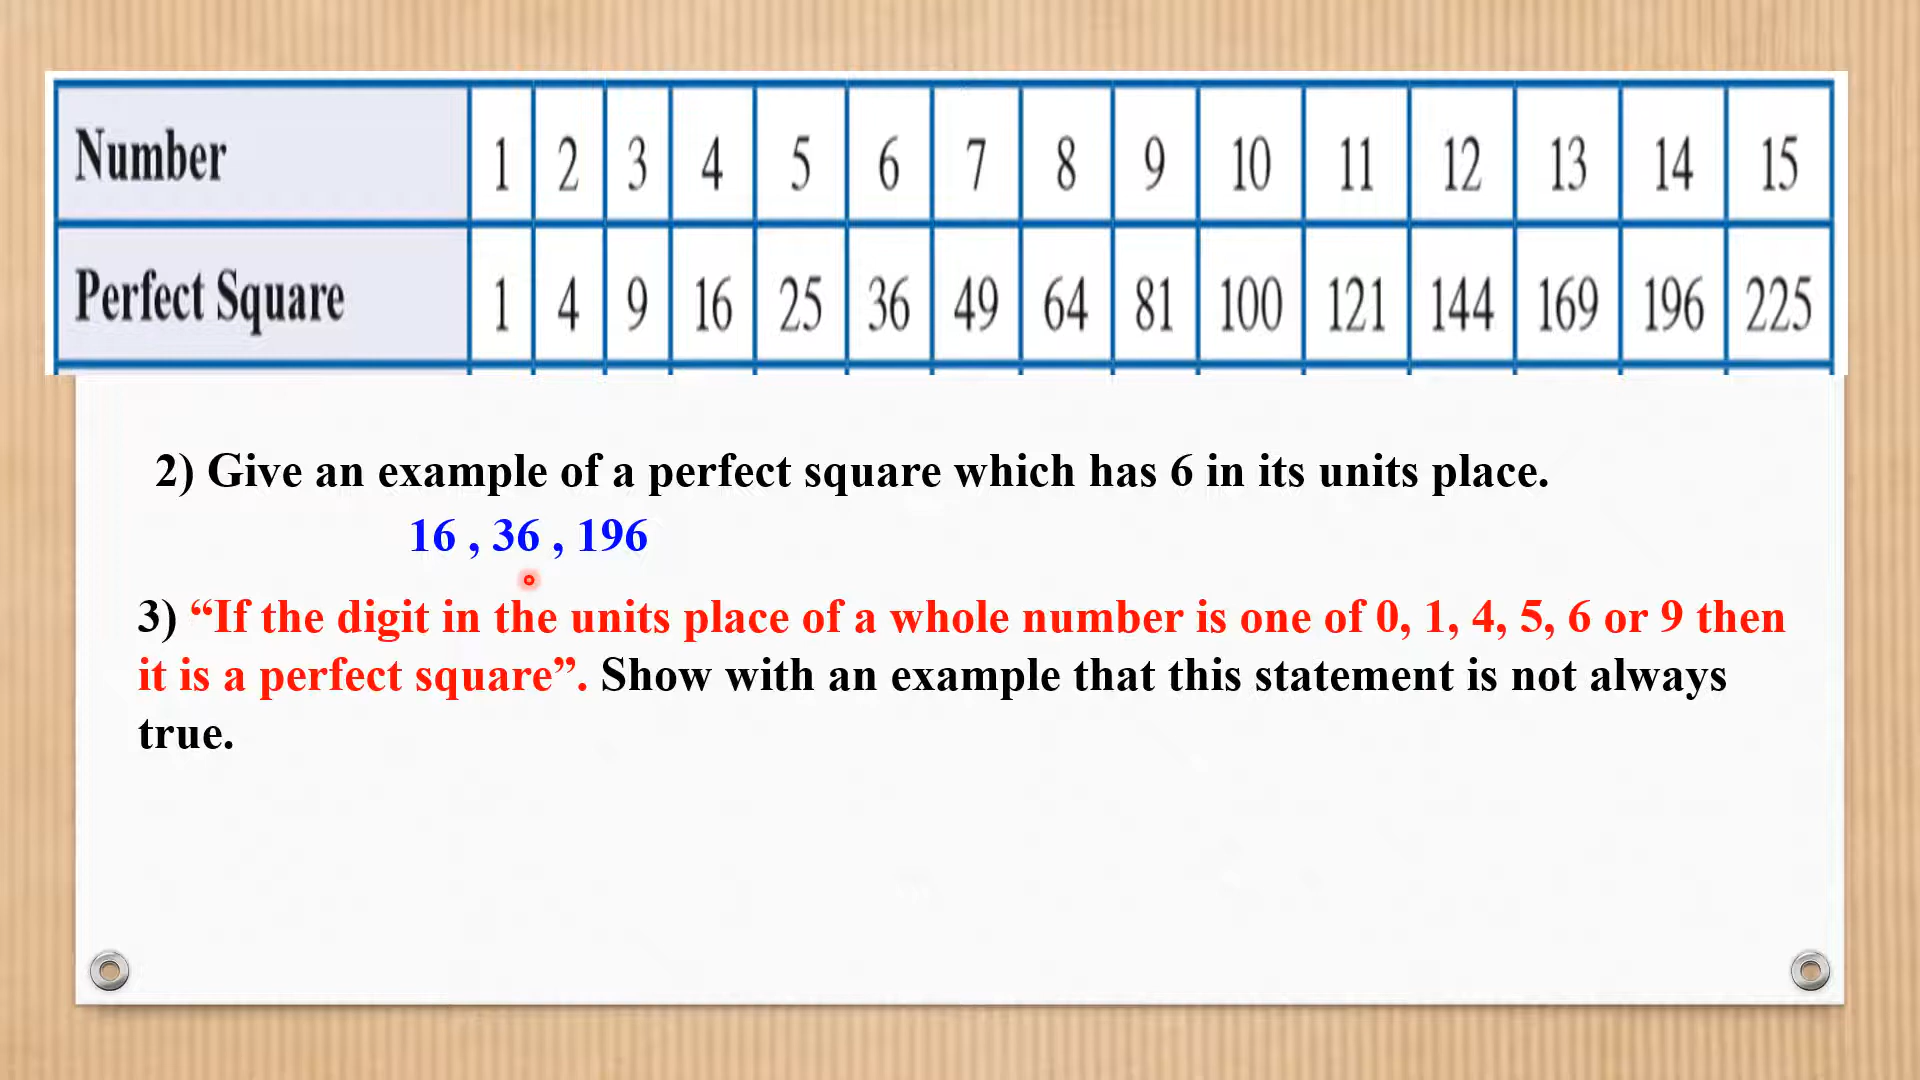 Number 1 2 3 4 5 6 7 8 9 10 11 12 13 14 15
Perfect Square 1 4 9 16 25 36 49 64 81 100 121 144 169 196 225
2) Give an example of a perfect square which has 6 in its units place.
16 , 36 , 196
3) “If the digit in the units place of a whole number is one of 0, 1, 4, 5, 6 or 9 then
it is a perfect square”. Show with an example that this statement is not always
true.